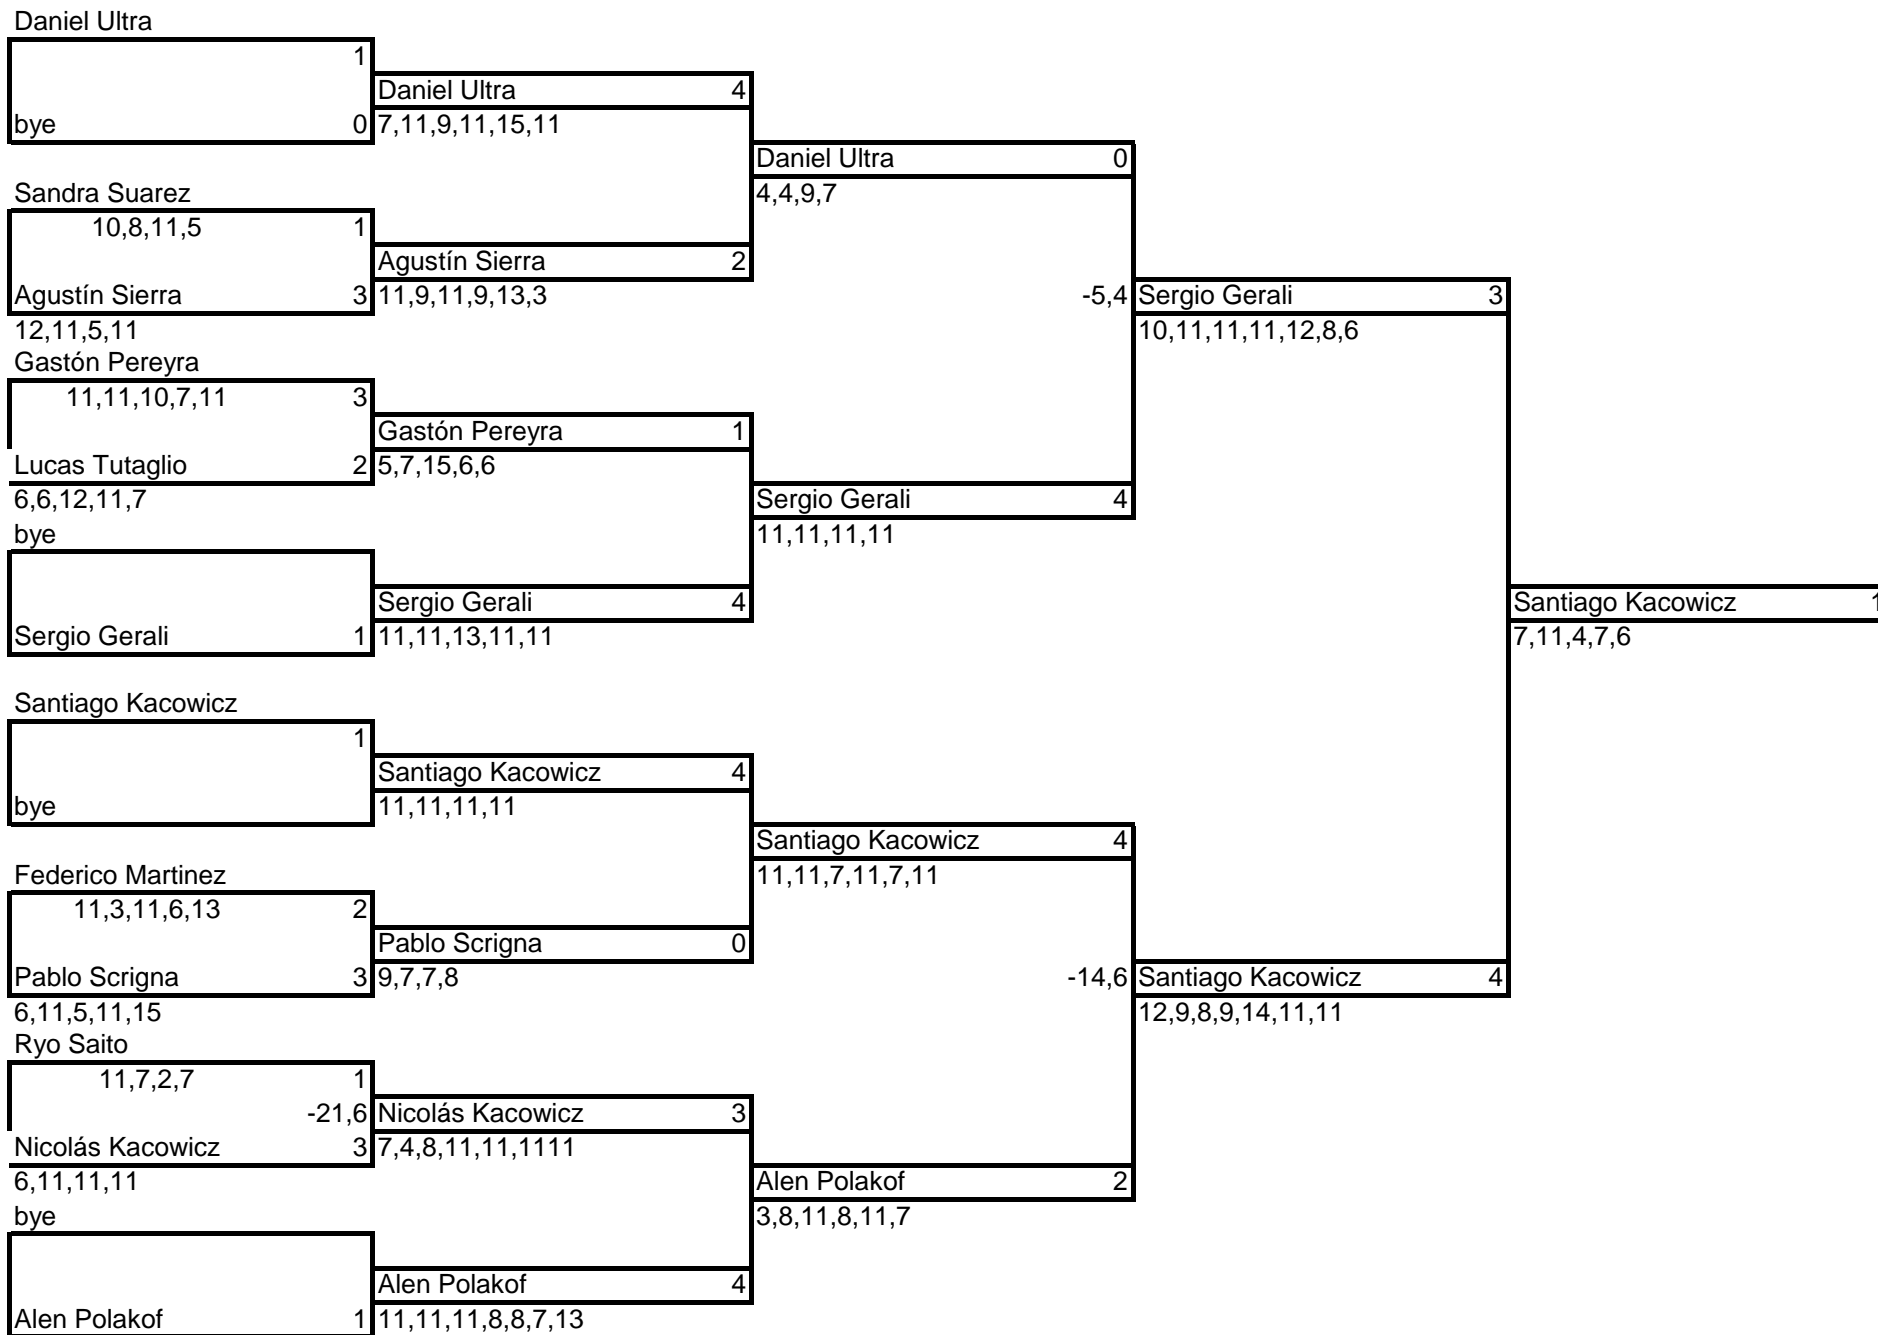 Daniel Ultra
1
Daniel Ultra 4
bye 0 7,11,9,11,15,11
Daniel Ultra 0
Sandra Suarez 4,4,9,7
10,8,11,5 1
Agustín Sierra 2
Agustín Sierra 3 11,9,11,9,13,3 -5,4 Sergio Gerali 3
12,11,5,11 10,11,11,11,12,8,6
Gastón Pereyra
11,11,10,7,11 3
Gastón Pereyra 1
Lucas Tutaglio 2 5,7,15,6,6
6,6,12,11,7 Sergio Gerali 4
bye 11,11,11,11
Sergio Gerali 4 Santiago Kacowicz 1
Sergio Gerali 1 11,11,13,11,11 7,11,4,7,6
Santiago Kacowicz
1
Santiago Kacowicz 4
bye 11,11,11,11
Santiago Kacowicz 4
Federico Martinez 11,11,7,11,7,11
11,3,11,6,13 2
Pablo Scrigna 0
Pablo Scrigna 3 9,7,7,8 -14,6 Santiago Kacowicz 4
6,11,5,11,15 12,9,8,9,14,11,11
Ryo Saito
11,7,2,7 1
-21,6 Nicolás Kacowicz 3
Nicolás Kacowicz 3 7,4,8,11,11,1111
6,11,11,11 Alen Polakof 2
bye 3,8,11,8,11,7
Alen Polakof 4
Alen Polakof 1 11,11,11,8,8,7,13